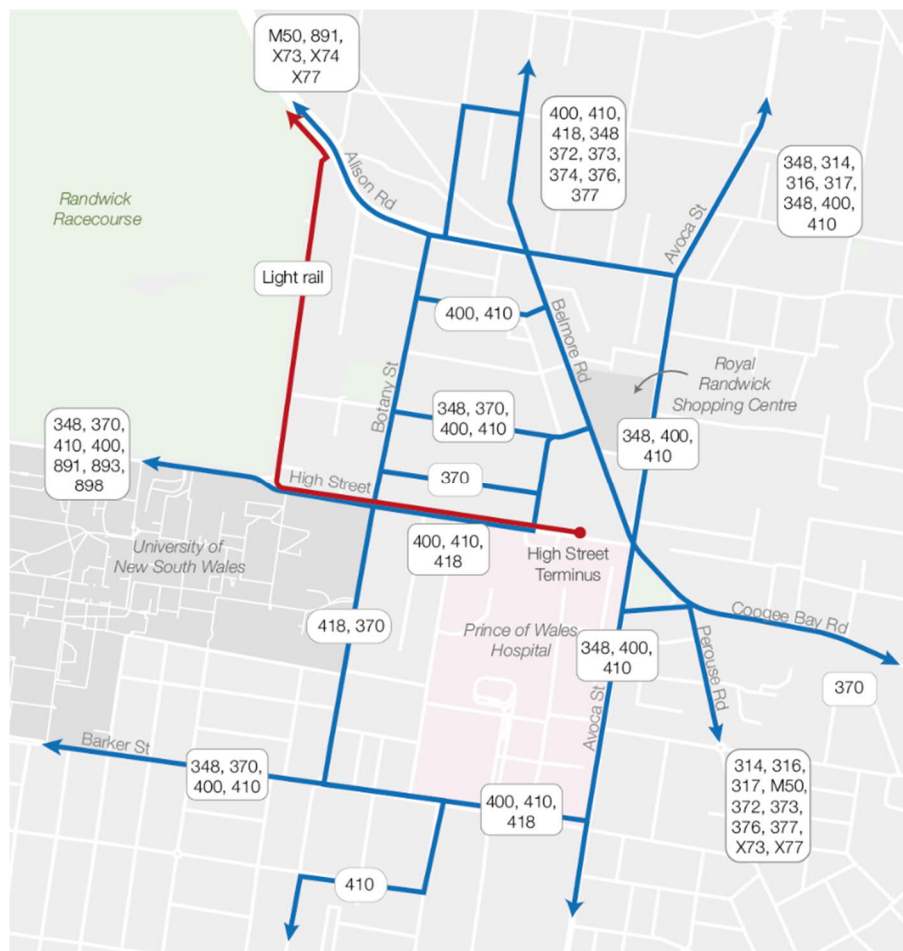 M50, 891,
X73, X74
X77
400, 410,
418, 348
372, 373,
374, 376,
377
348, 314,
316, 317,
348, 400,
410
Alison Rd
Avoca St
Randwick
Racecourse
Light rail
400, 410
Belmore Rd
Botany St
Royal
Randwick
Shopping Centre
348, 370,
400, 410
348, 400,
410
348, 370,
410, 400,
891, 893,
898
High Street
370
University of
New South Wales
400, 410,
418
High Street
Terminus
418, 370
Prince of Wales
Hospital
348, 400,
410
Coogee Bay Rd
Perouse Rd
370
Avoca St
Barker St
348, 370,
400, 410
400, 410,
418
314, 316,
317, M50,
372, 373,
376, 377,
X73, X77
410